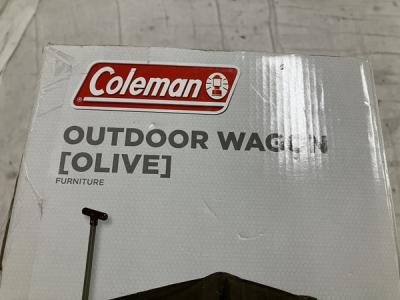 Coleman
OUTDOOR WAGON
[OLIVE]
FURNITURE